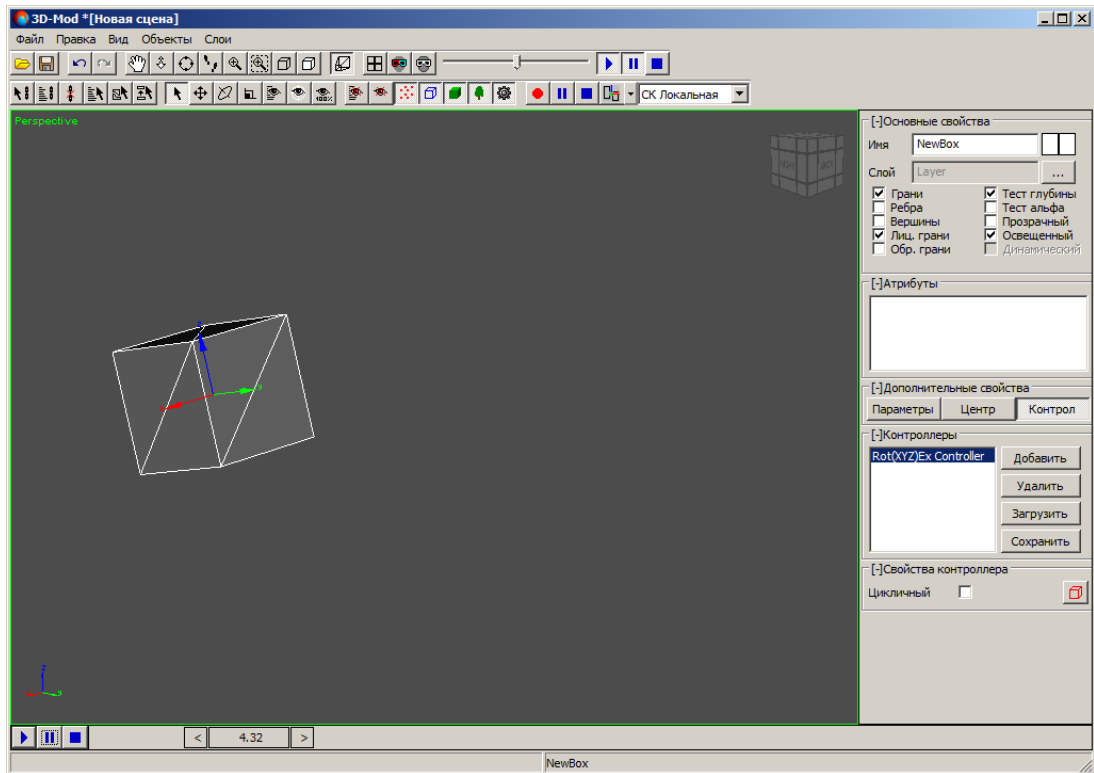 3D-Mod *[Новая сцена]
Файл Правка Вид Объекты Слои
100%
СК Локальная
Perspective
[-]Основные свойства
Имя NewBox
Слой Layer ...
Грани Тест глубины
Ребра Тест альфа
Вершины Прозрачный
Лиц. грани Освещенный
Обр. грани Динамический
[-]Атрибуты
[-]Дополнительные свойства
Параметры Центр Контрол
[-]Контроллеры
Rot(XYZ)Ex Controller
Добавить
Удалить
Загрузить
Сохранить
[-]Свойства контроллера
Цикличный
z
y
< 4.32 >
NewBox